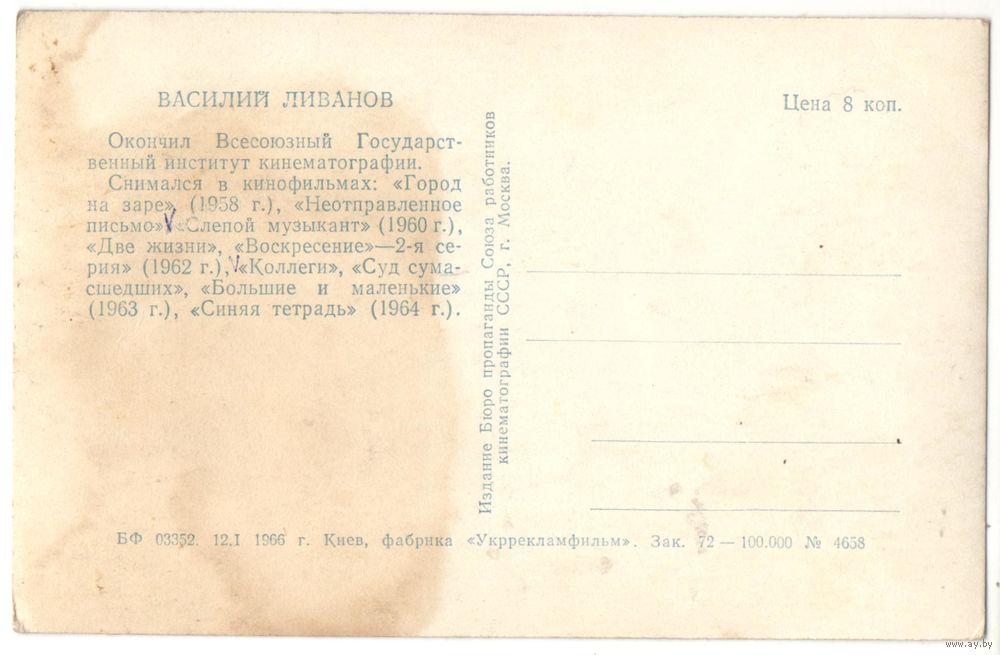 ВАСИЛИЙ ЛИВАНОВ
Окончил Всесоюзный Государст-
венный институт кинематографии.
Снимался в кинофильмах: «Город
на заре» (1958 г.), «Неотправленное
письмо» «Слепой музыкант» (1960 г.),
«Две жизни», «Воскресение»—2-я се-
рия» (1962 г.), «Коллеги», «Суд сума-
сшедших», «Большие и маленькие»
(1963 г.), «Синяя тетрадь» (1964 г.).
Издание Бюро пропаганды Союза работников
кинематографии СССР, г. Москва.
Цена 8 коп.
БФ 03352. 12.I 1966 г. Киев, фабрика «Укррекламфильм». Зак. 72 — 100.000 № 4658
www.ay.by